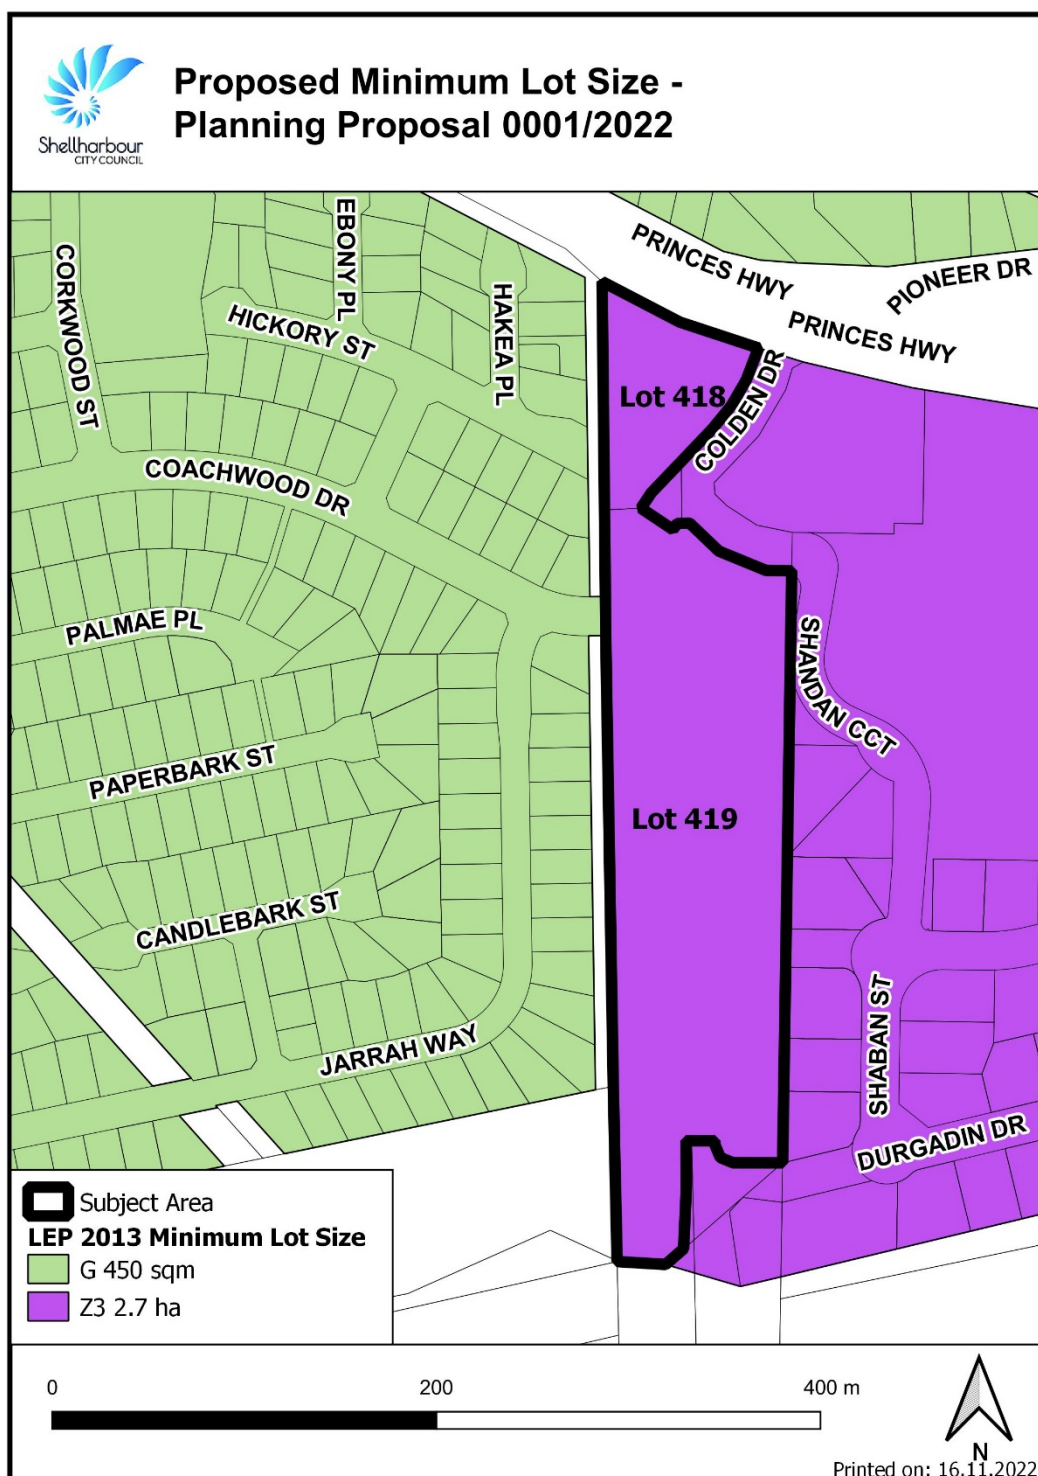 Shellharbour
CITY COUNCIL
Proposed Minimum Lot Size -
Planning Proposal 0001/2022
CORKWOOD ST
EBONY PL
HICKORY ST
HAKEA PL
PRINCES HWY
PIONEER DR
PRINCES HWY
Lot 418
COLDEN DR
COACHWOOD DR
PALMAE PL
SHANDAN CCT
PAPERBARK ST
Lot 419
CANDLEBARK ST
JARRAH WAY
SHABAN ST
DURGADIN DR
Subject Area
LEP 2013 Minimum Lot Size
G 450 sqm
Z3 2.7 ha
0
200
400 m
N
Printed on: 16.11.2022